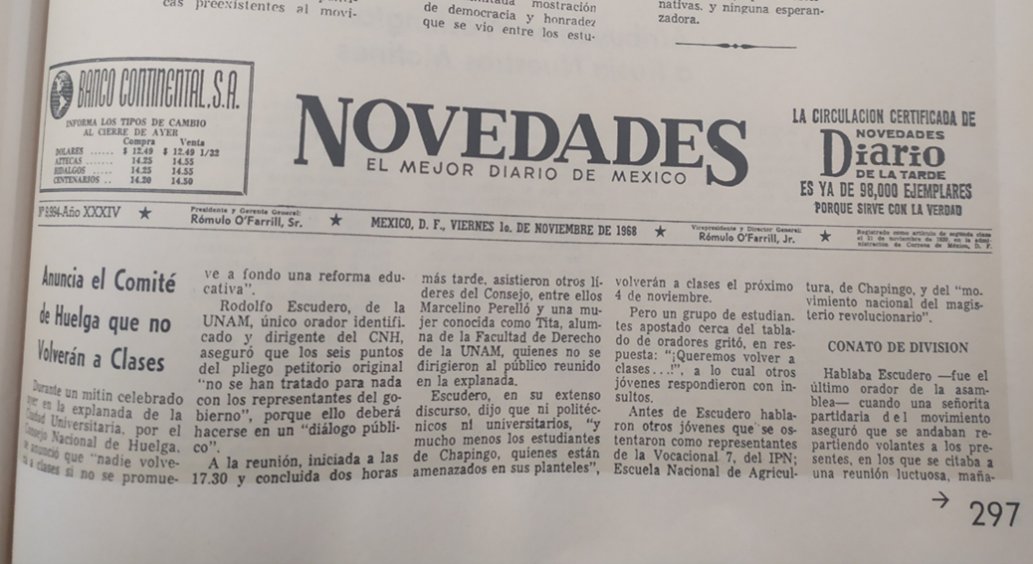 cas preexistentes al movi-
mostración
de democracia y honradez
que se vio entre los estu-
nativas, y ninguna esperan-
zadora.
BANCO CONTINENTAL, S.A.
INFORMA LOS TIPOS DE CAMBIO
AL CIERRE DE AYER
Compra Venta
DOLARES ...... $ 12.49 $ 12.49 1/32
AZTECAS ...... 14.25 14.55
HIDALGOS ..... 14.25 14.55
CENTENARIOS .. 14.20 14.50
NOVEDADES
EL MEJOR DIARIO DE MEXICO
LA CIRCULACION CERTIFICADA DE
NOVEDADES
Diario
DE LA TARDE
ES YA DE 98,000 EJEMPLARES
PORQUE SIRVE CON LA VERDAD
Nº 9,994-Año XXXIV ★ Presidente y Gerente General:
Rómulo O'Farrill, Sr. ★ MEXICO, D. F., VIERNES 1o. DE NOVIEMBRE DE 1968 ★ Vicepresidente y Director General:
Rómulo O'Farrill, Jr. ★
Registrado como artículo de segunda clase
Anuncia el Comité
de Huelga que no
Volverán a Clases
Durante un mitin celebrado
ayer en la explanada de la
Ciudad Universitaria, por el
Consejo Nacional de Huelga,
se anunció que "nadie volve-
rá a clases si no se promue-
ve a fondo una reforma edu-
cativa".
Rodolfo Escudero, de la
UNAM, único orador identifi-
cado y dirigente del CNH,
aseguró que los seis puntos
del pliego petitorio original
"no se han tratado para nada
con los representantes del go-
bierno", porque ello deberá
hacerse en un "diálogo públi-
co".
A la reunión, iniciada a las
17.30 y concluida dos horas
más tarde, asistieron otros lí-
deres del Consejo, entre ellos
Marcelino Perelló y una mu-
jer conocida como Tita, alum-
na de la Facultad de Derecho
de la UNAM, quienes no se
dirigieron al público reunido
en la explanada.
Escudero, en su extenso
discurso, dijo que ni politéc-
nicos ni universitarios, "y
mucho menos los estudiantes
de Chapingo, quienes están
amenazados en sus planteles",
volverán a clases el próximo
4 de noviembre.
Pero un grupo de estudian-
tes apostado cerca del tabla-
do de oradores gritó, en res-
puesta: "¡Queremos volver a
clases...!", a lo cual otros
jóvenes respondieron con in-
sultos.
Antes de Escudero habla-
ron otros jóvenes que se os-
tentaron como representantes
de la Vocacional 7, del IPN;
Escuela Nacional de Agricul-
tura, de Chapingo, y del "mo-
vimiento nacional del magis-
terio revolucionario".
CONATO DE DIVISION
Hablaba Escudero —fue el
último orador de la asam-
blea— cuando una señorita
partidaria del movimiento
aseguró que se andaban re-
partiendo volantes a los pre-
sentes, en los que se citaba a
una reunión luctuosa, maña-
→ 297